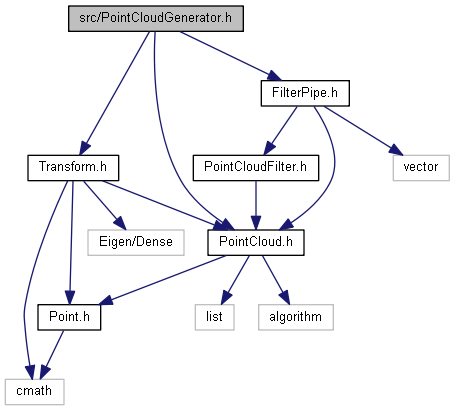 src/PointCloudGenerator.h
FilterPipe.h
Transform.h
PointCloudFilter.h
vector
Eigen/Dense
PointCloud.h
Point.h
list
algorithm
cmath